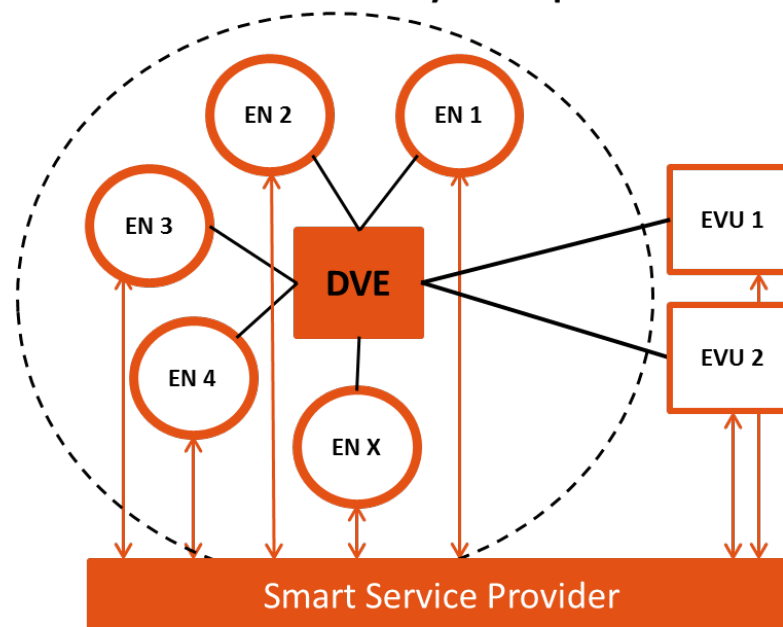 EN 2
EN 1
EN 3
EVU 1
DVE
EVU 2
EN 4
EN X
Smart Service Provider